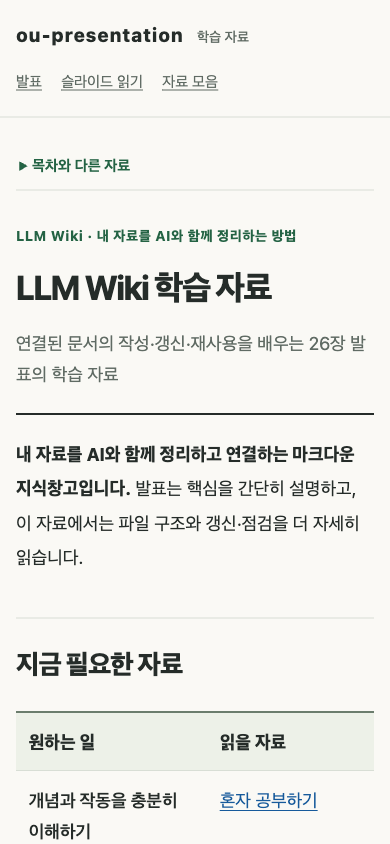 ou-presentation 학습 자료
발표 슬라이드 읽기 자료 모음
▶ 목차와 다른 자료
LLM Wiki · 내 자료를 AI와 함께 정리하는 방법
LLM Wiki 학습 자료
연결된 문서의 작성·갱신·재사용을 배우는 26장 발
표의 학습 자료
내 자료를 AI와 함께 정리하고 연결하는 마크다운
지식창고입니다. 발표는 핵심을 간단히 설명하고,
이 자료에서는 파일 구조와 갱신·점검을 더 자세히
읽습니다.
지금 필요한 자료
원하는 일 읽을 자료
개념과 작동을 충분히 혼자 공부하기
이해하기